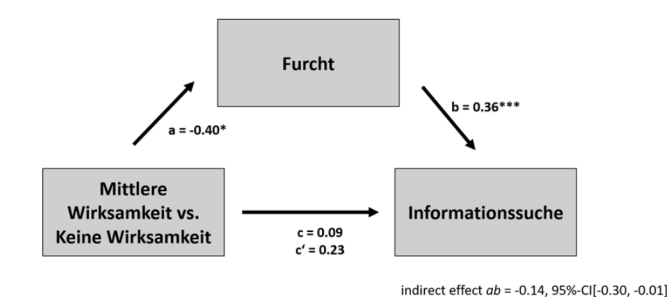 Furcht
a = -0.40*
b = 0.36***
Mittlere
Wirksamkeit vs.
Keine Wirksamkeit
Informationssuche
c = 0.09
c‘ = 0.23
indirect effect ab = -0.14, 95%-CI[-0.30, -0.01]